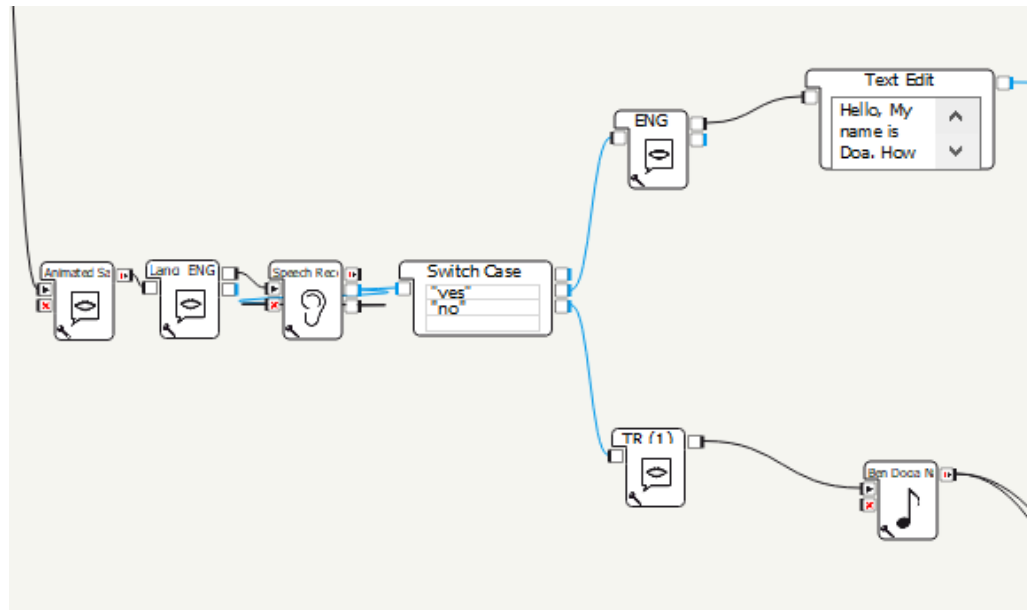 Text Edit
Hello, My
name is
Doa. How
ENG
Animated Sa
Lang ENG
Speech Reco
Switch Case
"yes"
"no"
TR (1)
Ben Doga N